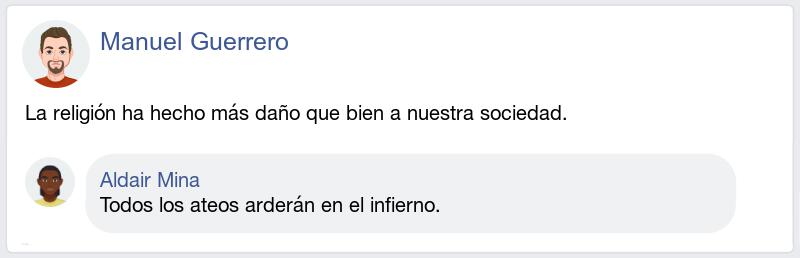 Manuel Guerrero
La religión ha hecho más daño que bien a nuestra sociedad.
Aldair Mina
Todos los ateos arderán en el infierno.